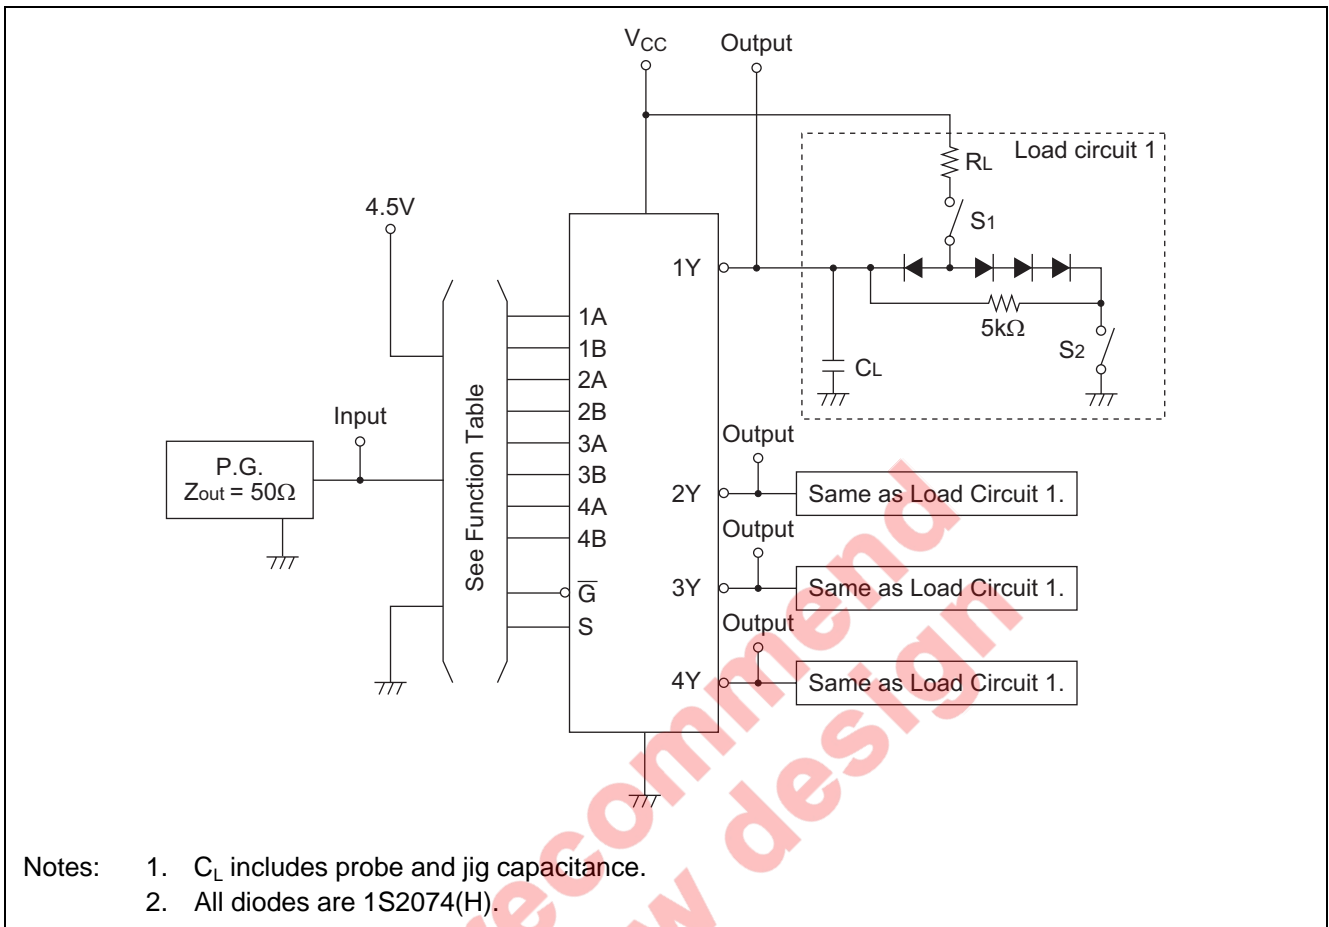 VCC
Output
Load circuit 1
RL
S1
4.5V
1Y
1A
1B
5kΩ
S2
2A
CL
2B
Input
See Function Table
Output
3A
P.G.
Zout = 50Ω
3B
2Y
Same as Load Circuit 1.
4A
4B
Output
G
3Y
Same as Load Circuit 1.
S
Output
4Y
Same as Load Circuit 1.
Notes: 1. CL includes probe and jig capacitance.
2. All diodes are 1S2074(H).